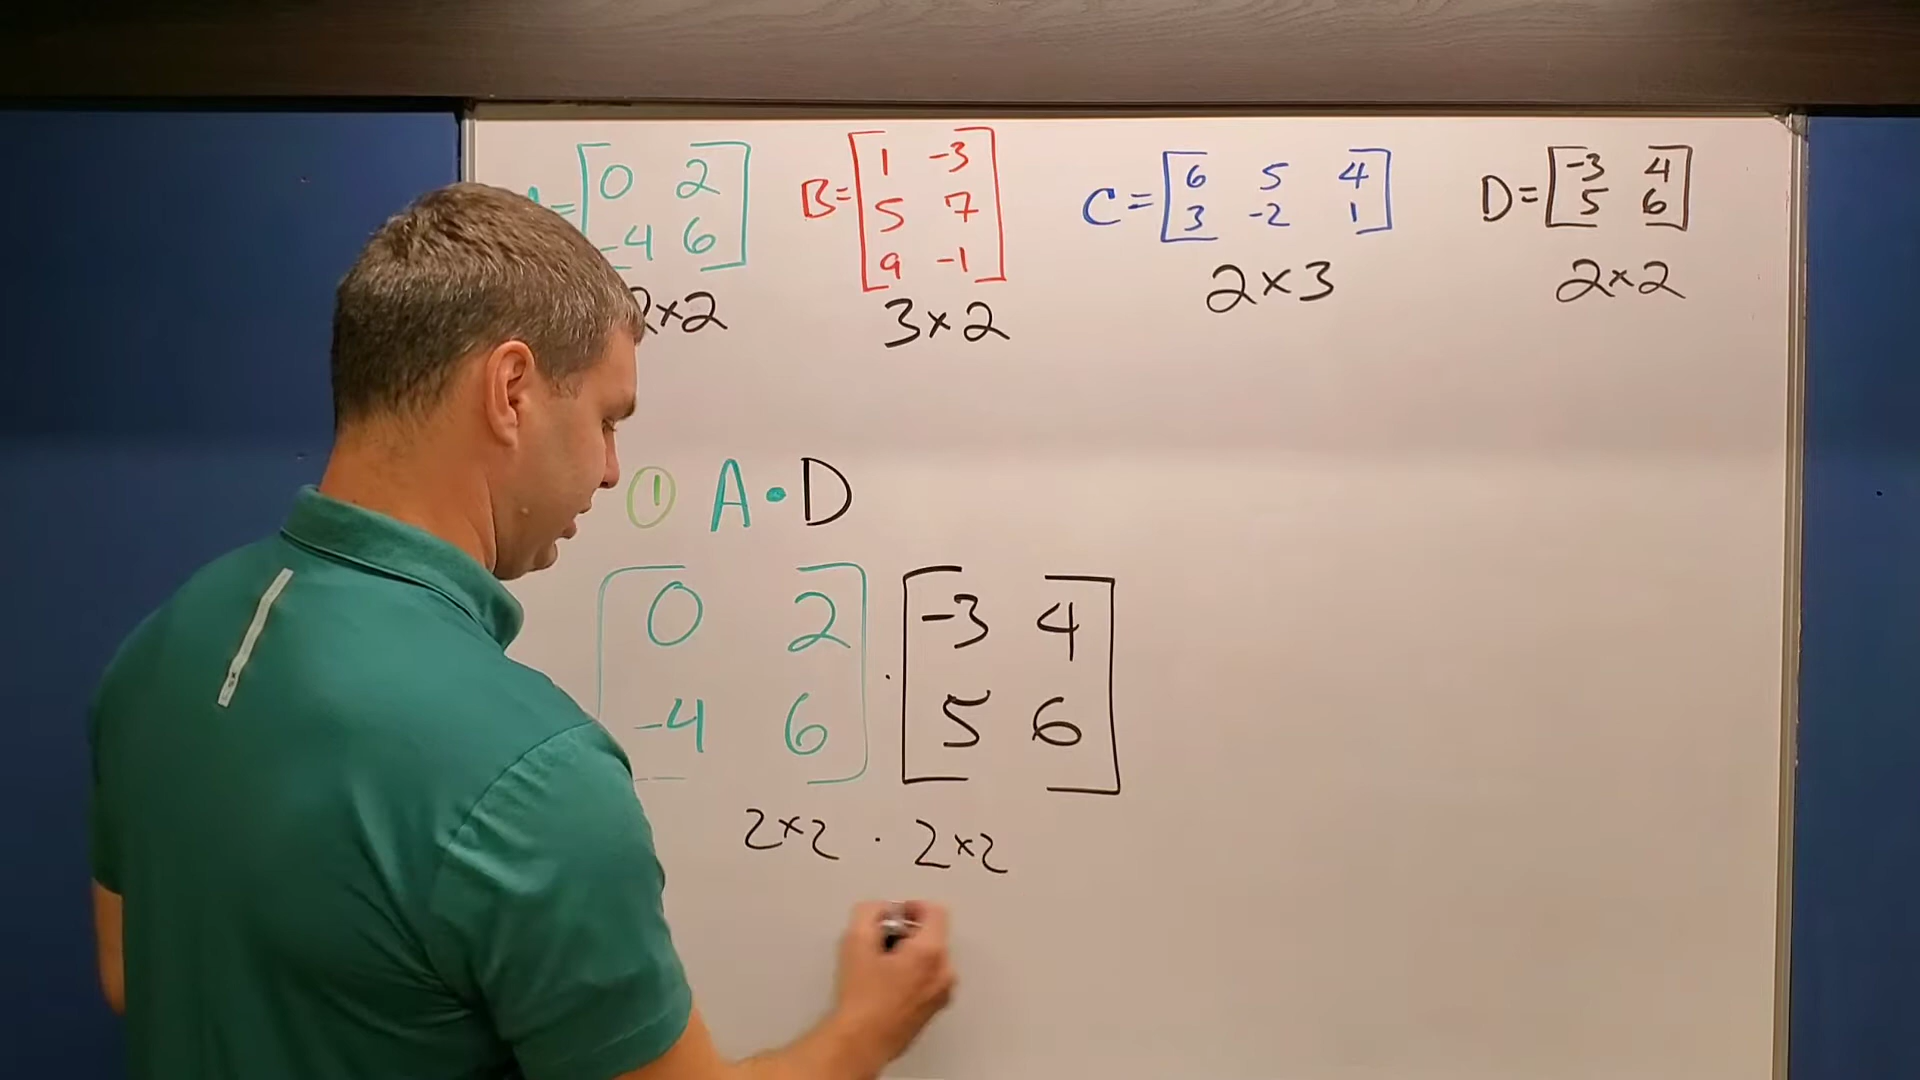 = [0 2
-4 6]
B= [1 -3
5 7
9 -1]
C= [6 5 4
3 -2 1]
D= [-3 4
5 6]
2×2
3×2
2×3
2×2
① A • D
[0 2
-4 6] · [-3 4
5 6]
2×2 · 2×2